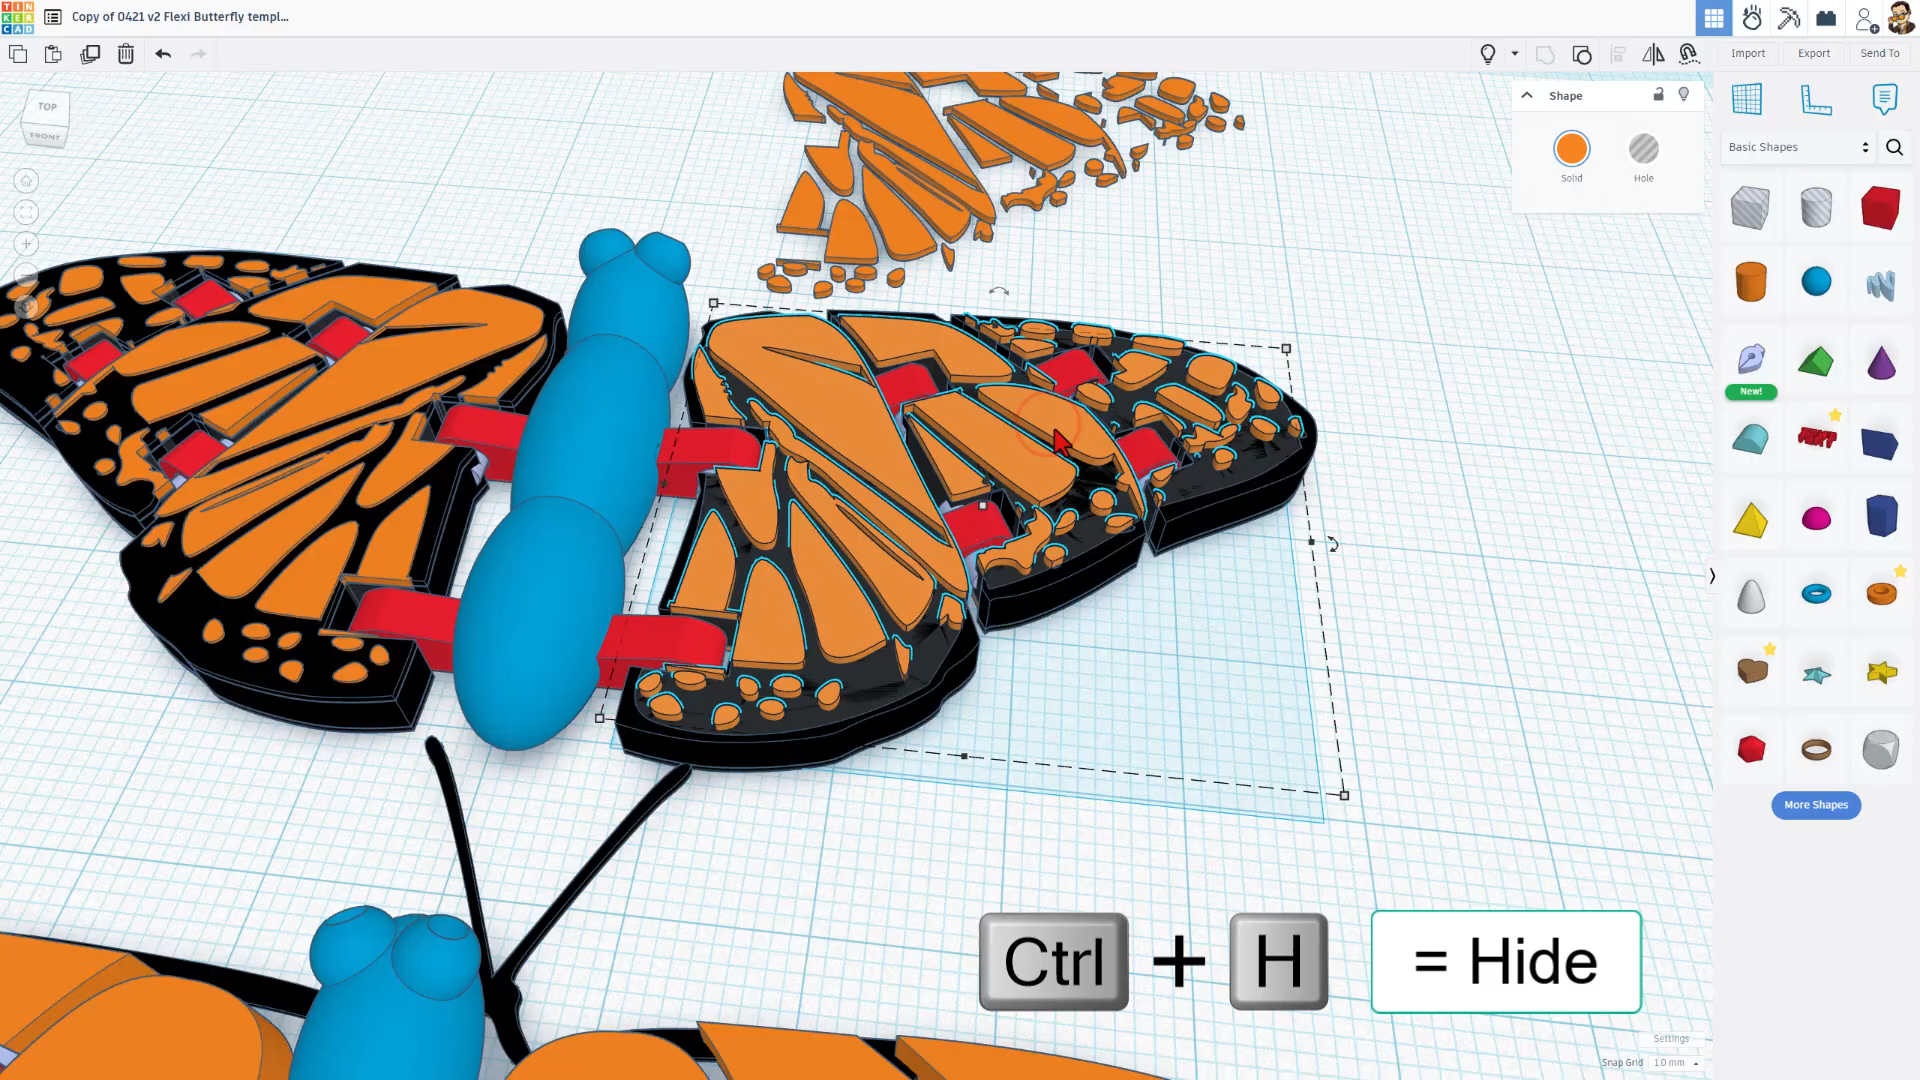 TIN
KER
CAD
Copy of 0421 v2 Flexi Butterfly templ...
Import
Export
Send To
TOP
FRONT
Shape
Solid
Hole
Basic Shapes
New!
More Shapes
Ctrl + H = Hide
Settings
Snap Grid 1.0 mm